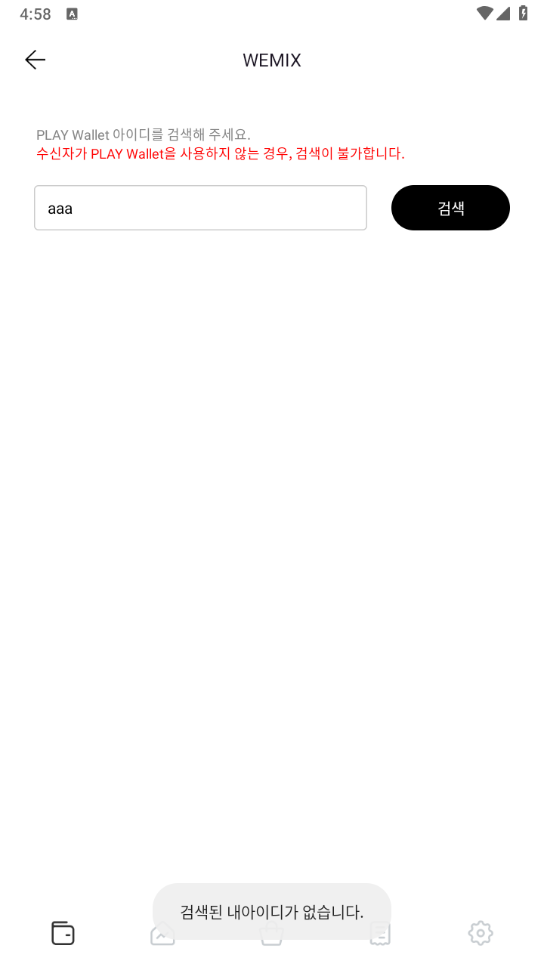 4:58
WEMIX
PLAY Wallet 아이디를 검색해 주세요.
수신자가 PLAY Wallet을 사용하지 않는 경우, 검색이 불가합니다.
aaa
검색
검색된 내아이디가 없습니다.